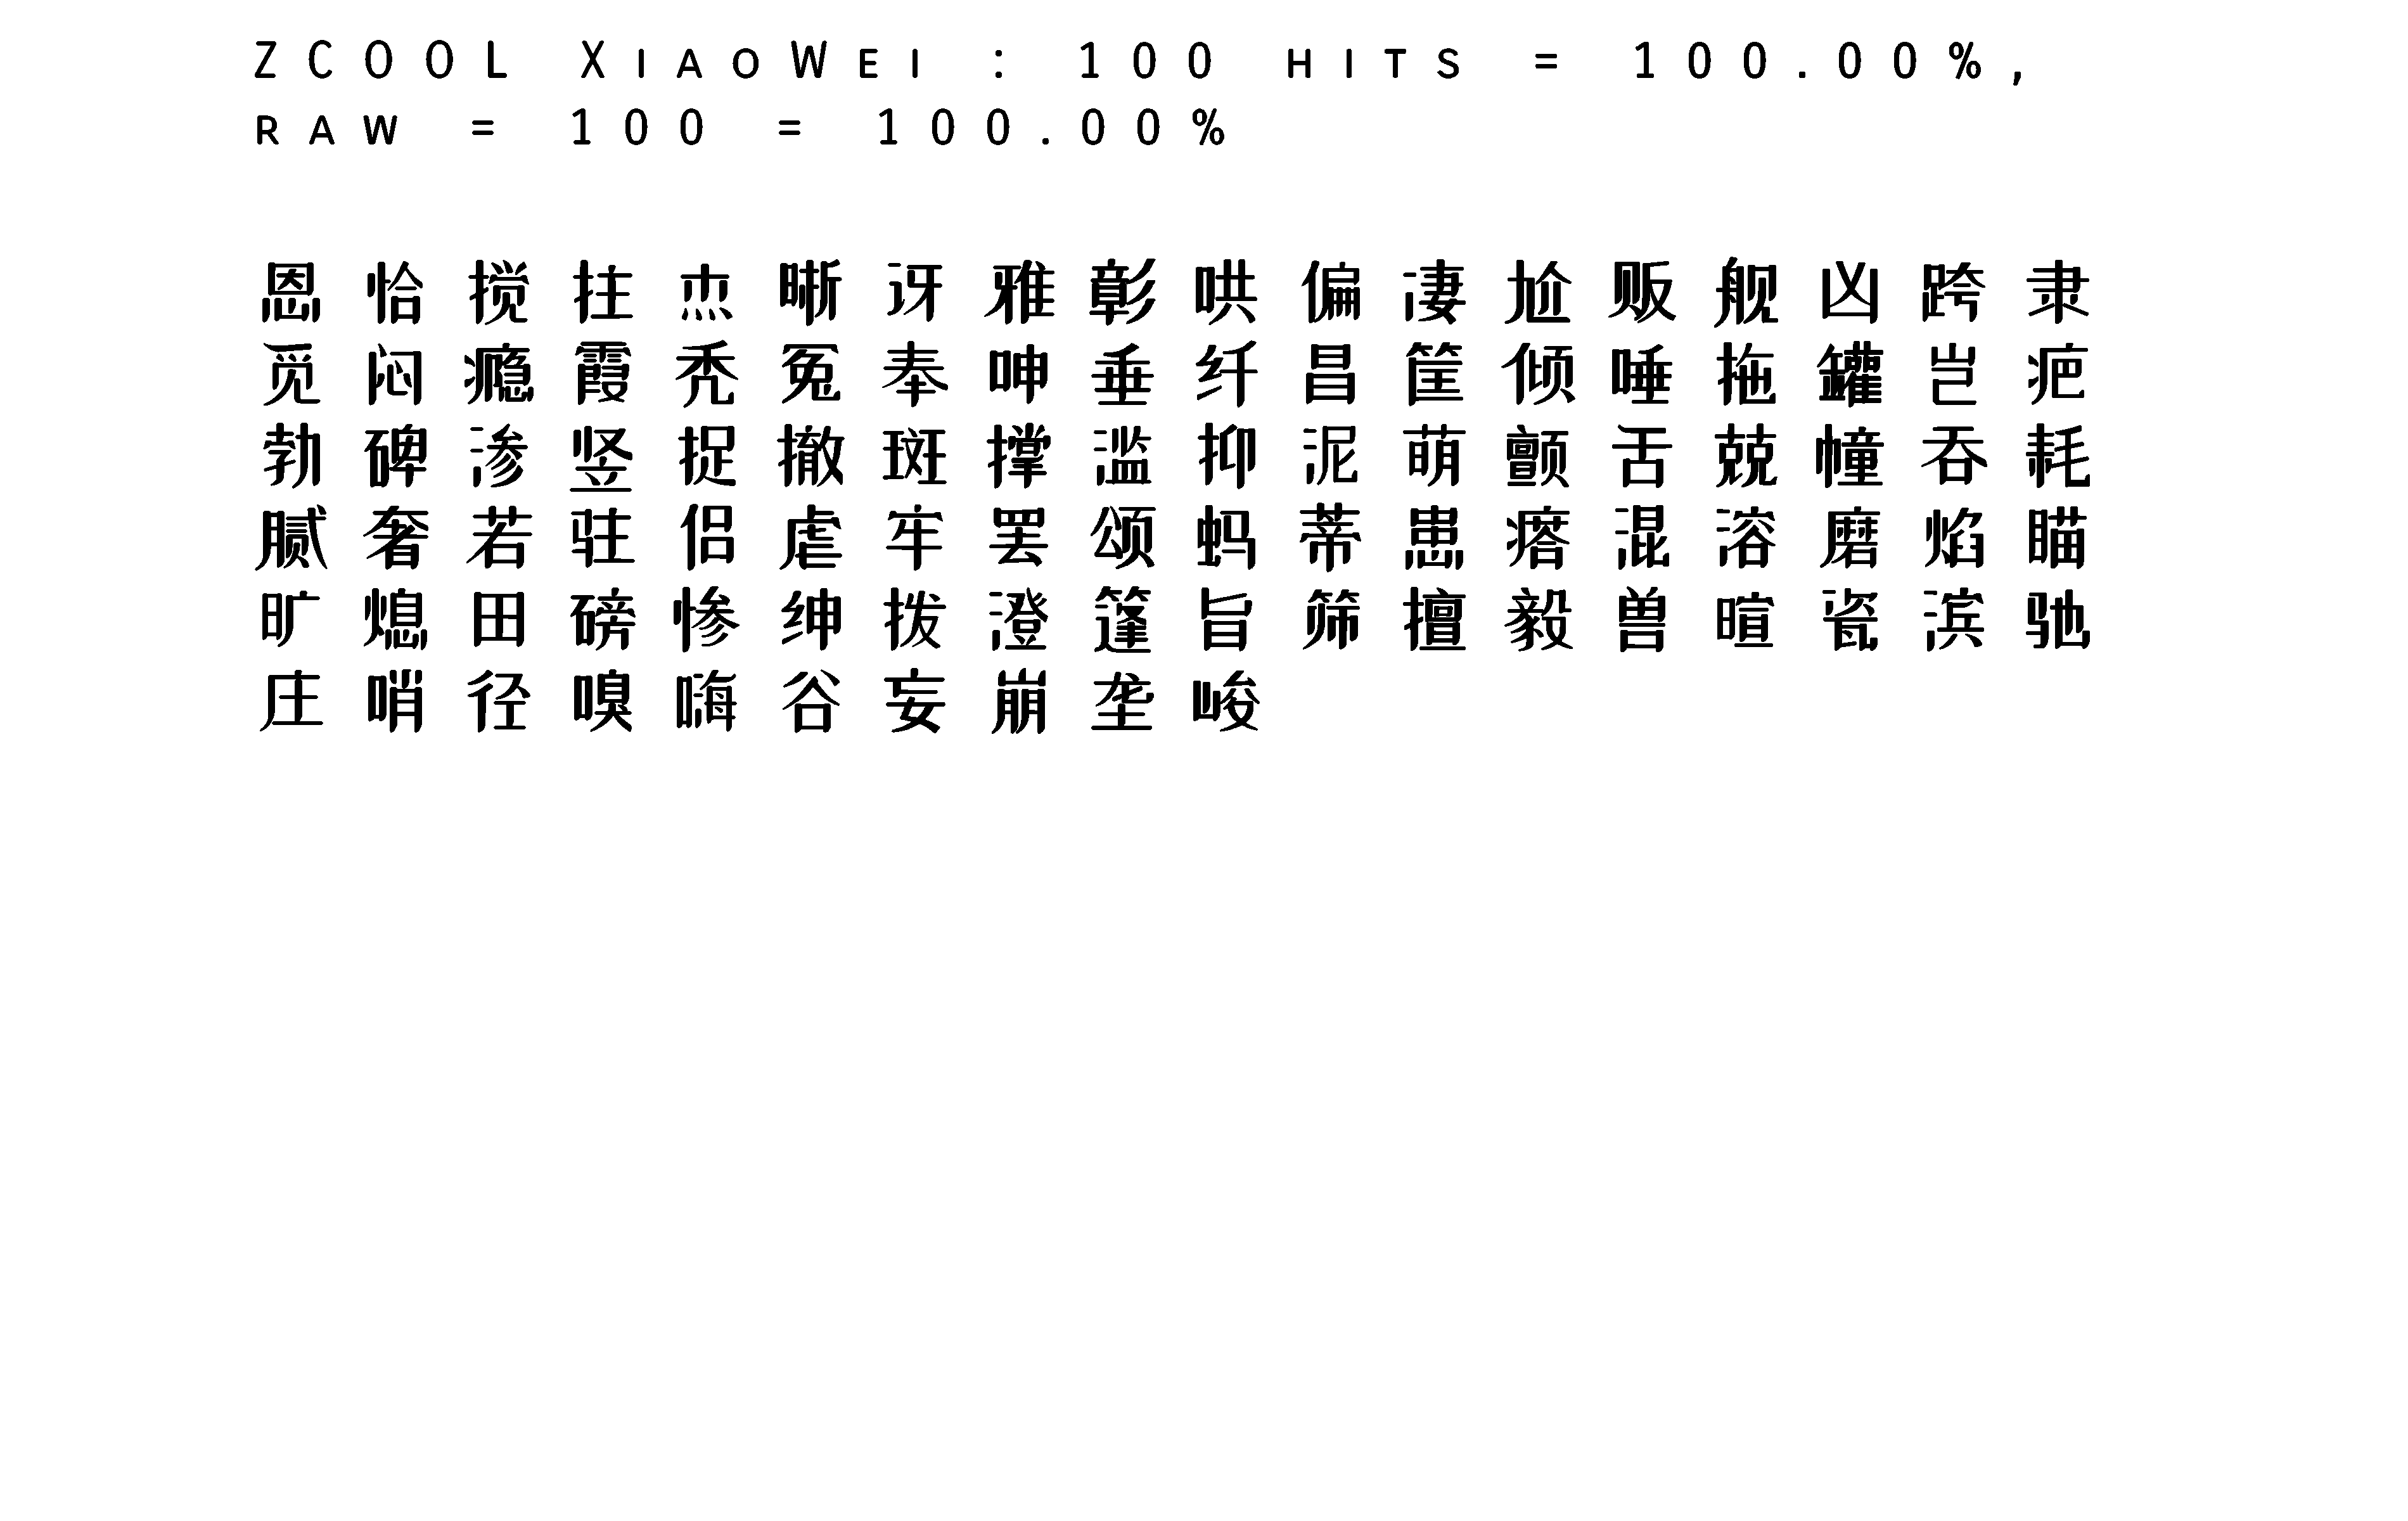 ZCOOL XiaoWei : 100 hits = 100.00%,
raw = 100 = 100.00%
恩恰搅拄杰晰讶雅彰哄偏凄尬贩舰凶跨隶
觅闷瘾霞秃冤奉呻垂纤昌筐倾唾拖罐岂疤
勃碑渗竖捉撤斑撑滥抑泥萌颤舌兢幢吞耗
腻奢若驻侣虐牢罢颂蚂蒂崽瘩混溶磨焰瞄
旷熄田磅惨绅拨澄篷旨筛擅毅兽暄瓷滨驰
庄哨径嗅嗨谷妄崩垄峻